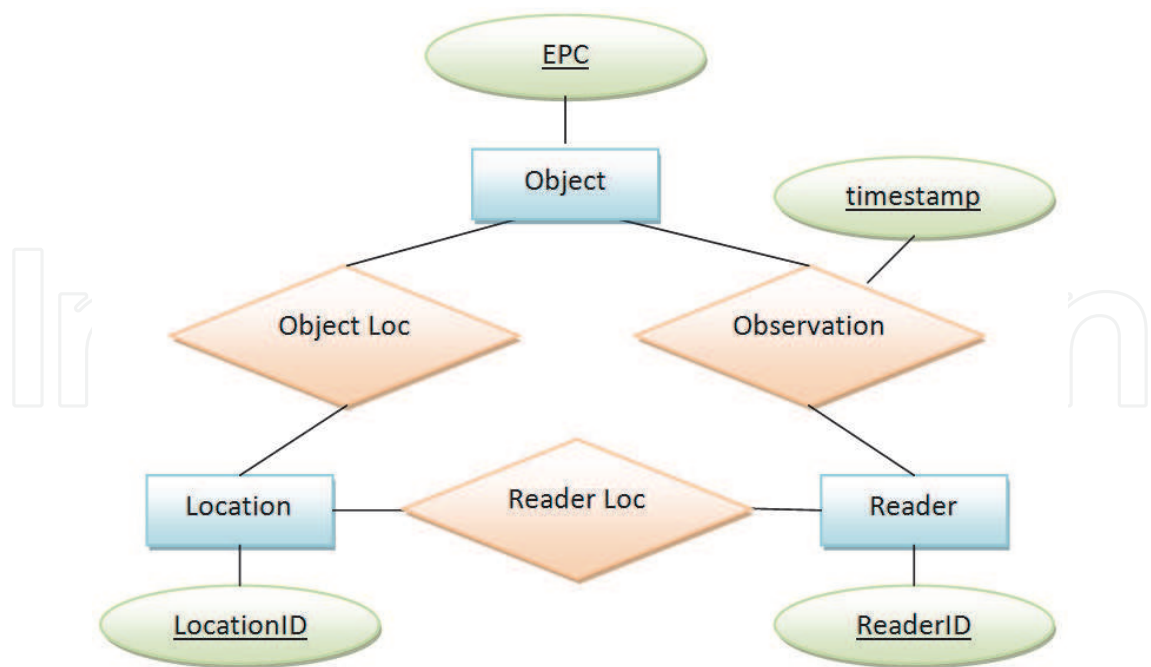 EPC
Object
timestamp
Object Loc
Observation
Location
Reader Loc
Reader
LocationID
ReaderID